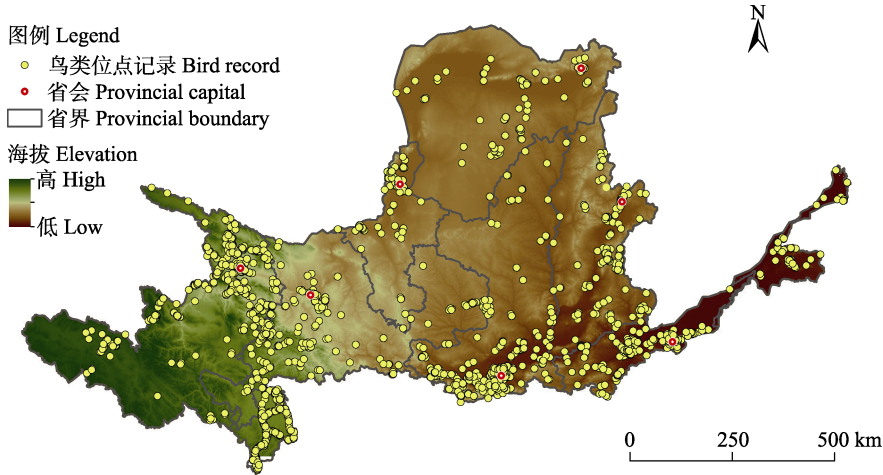 图例 Legend
鸟类位点记录 Bird record
省会 Provincial capital
省界 Provincial boundary
海拔 Elevation
高 High
低 Low
N
0 250 500 km